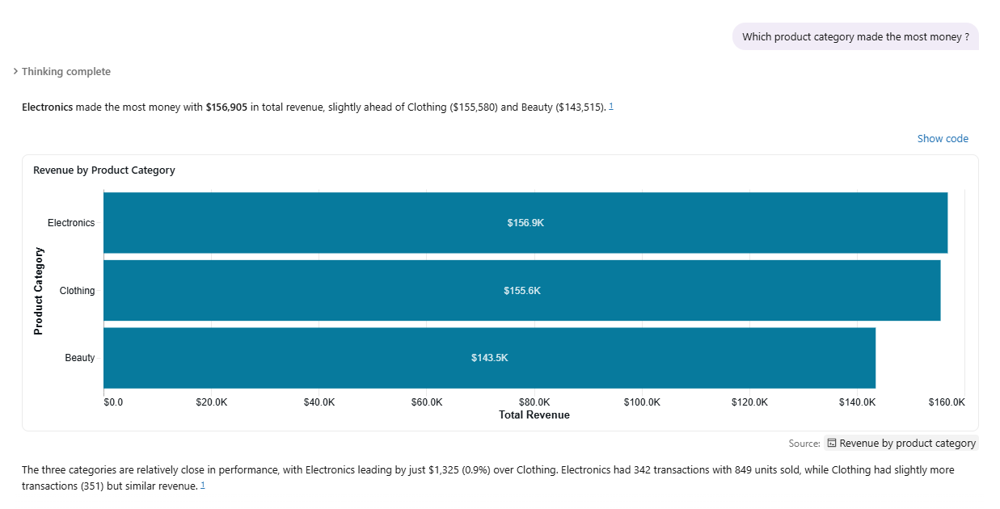 Which product category made the most money ?
Thinking complete
Electronics made the most money with $156,905 in total revenue, slightly ahead of Clothing ($155,580) and Beauty ($143,515). 1
Show code
Revenue by Product Category
Product Category
Electronics
$156.9K
Clothing
$155.6K
Beauty
$143.5K
$0.0 $20.0K $40.0K $60.0K $80.0K $100.0K $120.0K $140.0K $160.0K
Total Revenue
Source: Revenue by product category
The three categories are relatively close in performance, with Electronics leading by just $1,325 (0.9%) over Clothing. Electronics had 342 transactions with 849 units sold, while Clothing had slightly more
transactions (351) but similar revenue. 1